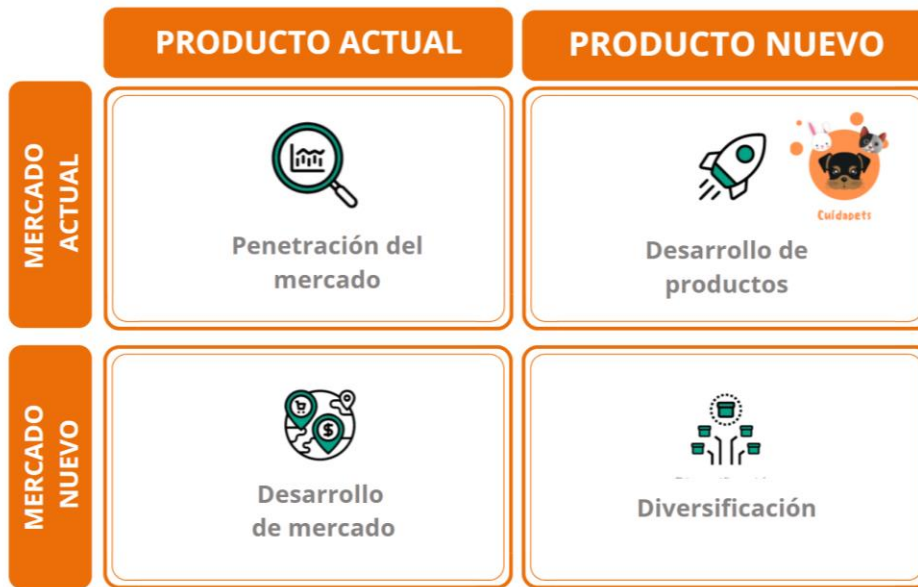 PRODUCTO ACTUAL
PRODUCTO NUEVO
MERCADO
ACTUAL
Penetración del
mercado
Cuidapets
Desarrollo de
productos
MERCADO
NUEVO
Desarrollo
de mercado
Diversificación